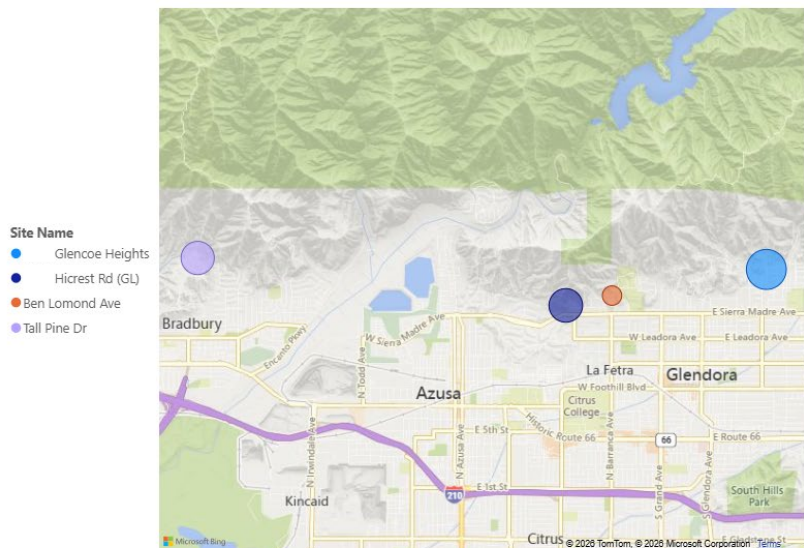 Site Name
Glencoe Heights
Hicrest Rd (GL)
Ben Lomond Ave
Tall Pine Dr
Bradbury
Encanto Pkwy
N Todd Ave
W Sierra Madre Ave
E Sierra Madre Ave
W Leadora Ave
E Leadora Ave
La Fetra
Glendora
W Foothill Blvd
Azusa
Citrus
College
Historic Route 66
E 5th St
66
E Route 66
N Irwindale Ave
N Azusa Ave
N Barranca Ave
S Grand Ave
S Glendora Ave
E 1st St
210
South Hills
Park
Kincaid
Citrus
E Gladstone St
Microsoft Bing
© 2026 TomTom, © 2026 Microsoft Corporation Terms